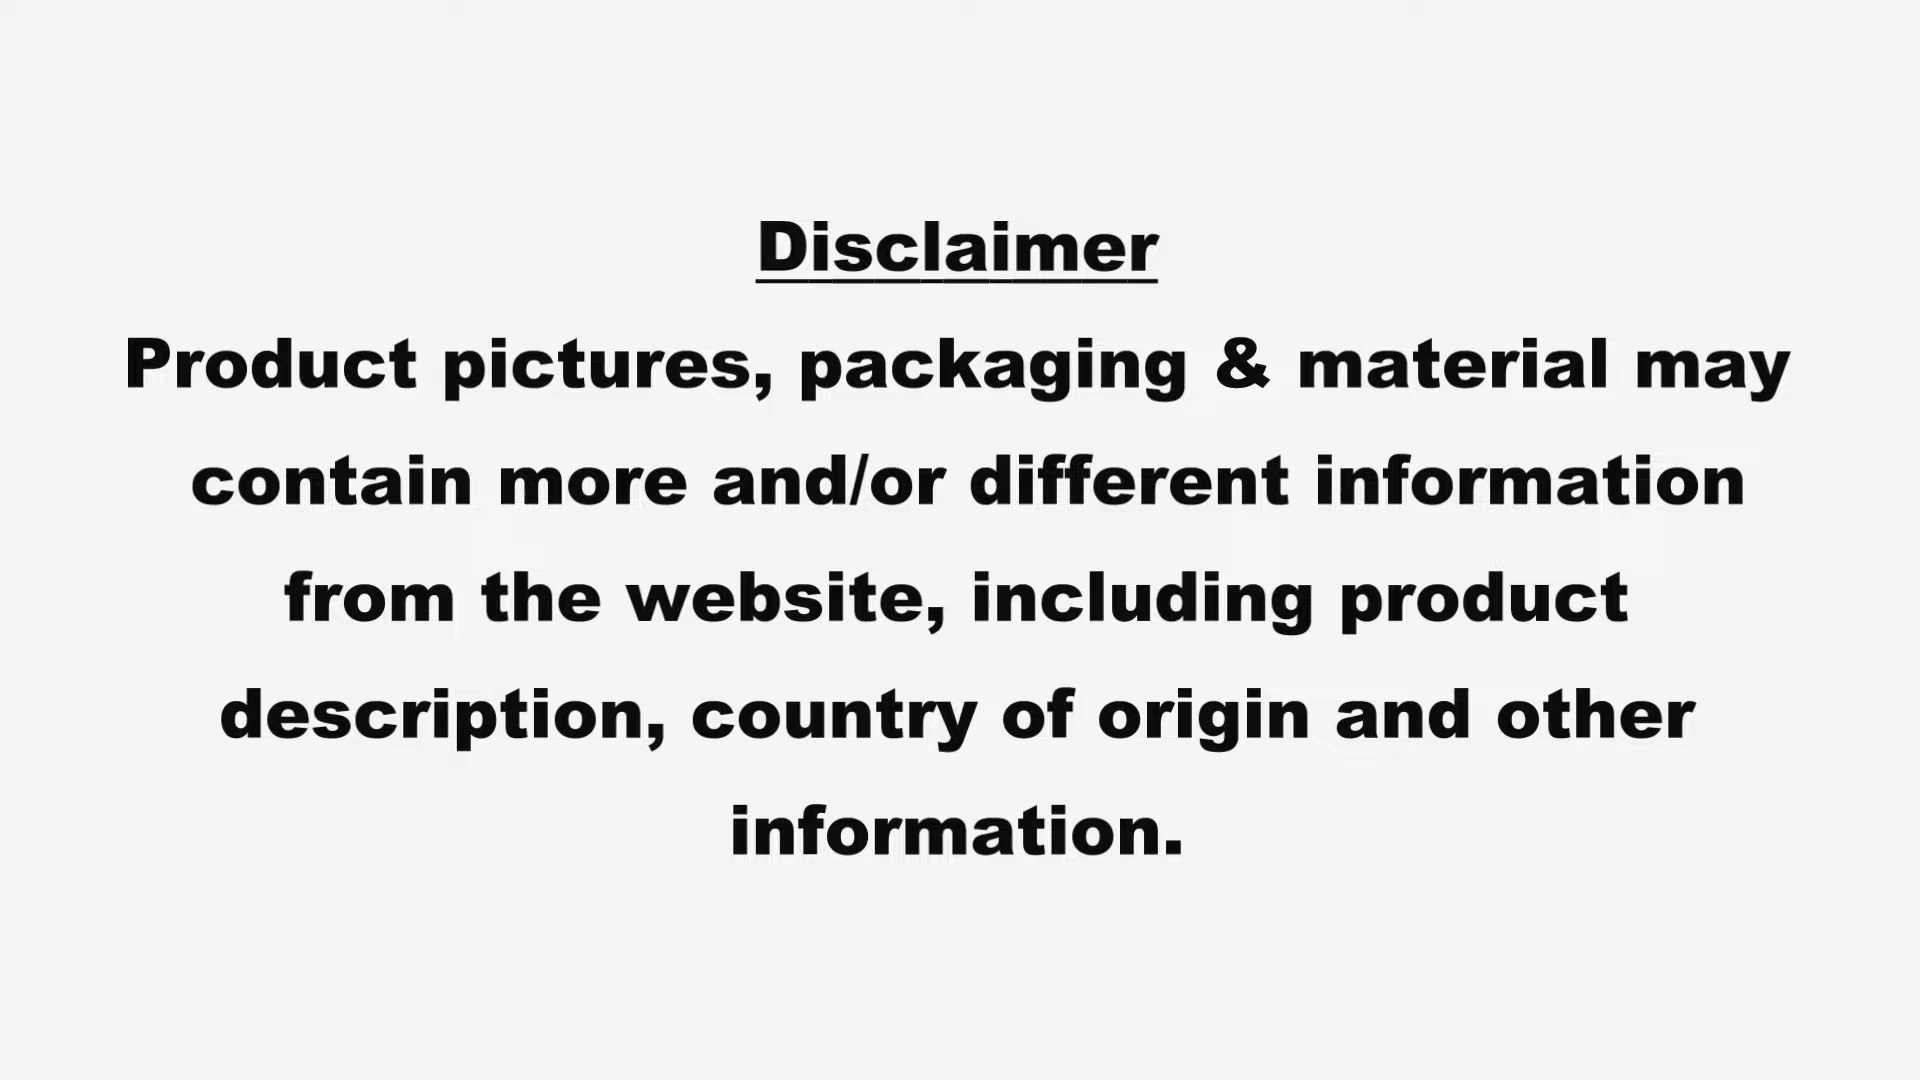 Disclaimer
Product pictures, packaging & material may
contain more and/or different information
from the website, including product
description, country of origin and other
information.